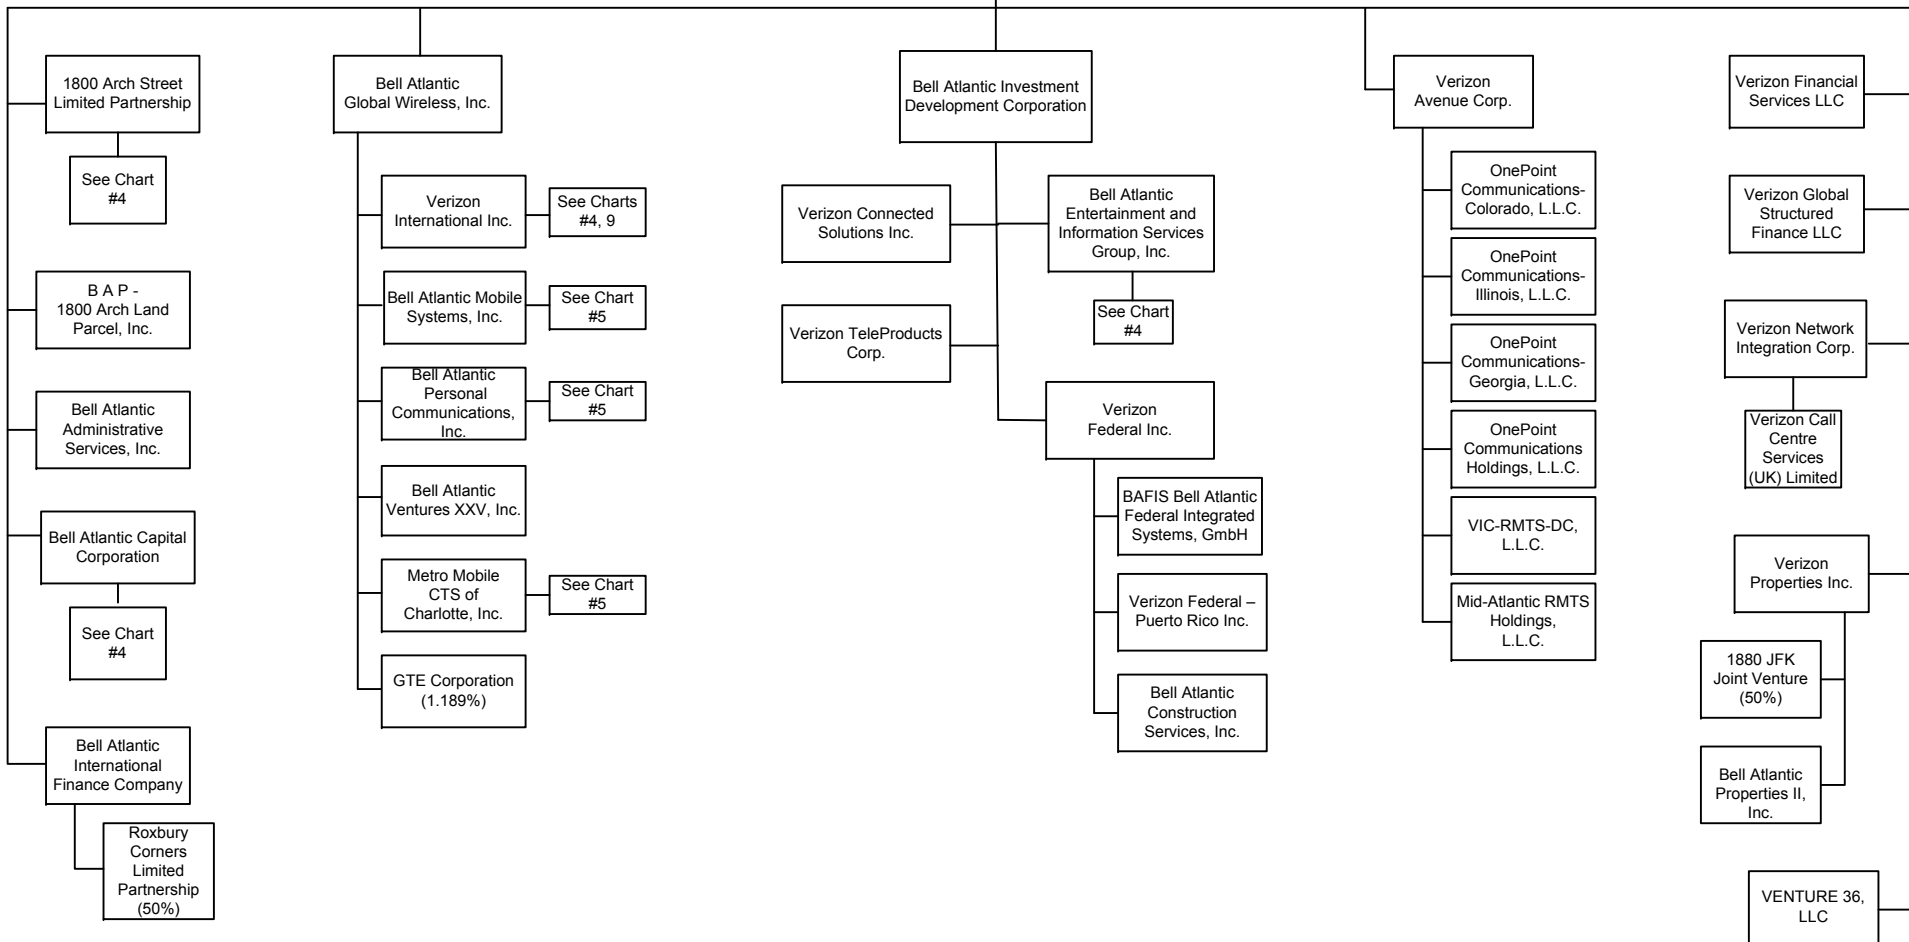 1800 Arch Street
Limited Partnership
See Chart
#4
B A P -
1800 Arch Land
Parcel, Inc.
Bell Atlantic
Administrative
Services, Inc.
Bell Atlantic Capital
Corporation
See Chart
#4
Bell Atlantic
International
Finance Company
Roxbury
Corners
Limited
Partnership
(50%)
Bell Atlantic
Global Wireless, Inc.
Verizon
International Inc.
See Charts
#4, 9
Bell Atlantic Mobile
Systems, Inc.
See Chart
#5
Bell Atlantic
Personal
Communications,
Inc.
See Chart
#5
Bell Atlantic
Ventures XXV, Inc.
Metro Mobile
CTS of
Charlotte, Inc.
See Chart
#5
GTE Corporation
(1.189%)
Bell Atlantic Investment
Development Corporation
Verizon Connected
Solutions Inc.
Bell Atlantic
Entertainment and
Information Services
Group, Inc.
See Chart
#4
Verizon TeleProducts
Corp.
Verizon
Federal Inc.
BAFIS Bell Atlantic
Federal Integrated
Systems, GmbH
Verizon Federal –
Puerto Rico Inc.
Bell Atlantic
Construction
Services, Inc.
Verizon
Avenue Corp.
OnePoint
Communications-
Colorado, L.L.C.
OnePoint
Communications-
Illinois, L.L.C.
OnePoint
Communications-
Georgia, L.L.C.
OnePoint
Communications
Holdings, L.L.C.
VIC-RMTS-DC,
L.L.C.
Mid-Atlantic RMTS
Holdings,
L.L.C.
Verizon Financial
Services LLC
Verizon Global
Structured
Finance LLC
Verizon Network
Integration Corp.
Verizon Call
Centre
Services
(UK) Limited
Verizon
Properties Inc.
1880 JFK
Joint Venture
(50%)
Bell Atlantic
Properties II,
Inc.
VENTURE 36,
LLC